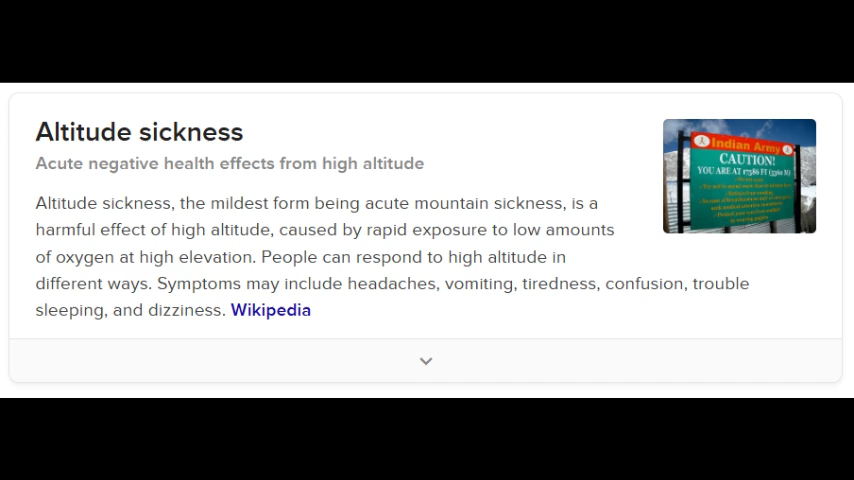 Altitude sickness
Acute negative health effects from high altitude
Altitude sickness, the mildest form being acute mountain sickness, is a
harmful effect of high altitude, caused by rapid exposure to low amounts
of oxygen at high elevation. People can respond to high altitude in
different ways. Symptoms may include headaches, vomiting, tiredness, confusion, trouble
sleeping, and dizziness. Wikipedia
Indian Army
CAUTION!
YOU ARE AT 17586 FT (5360 M)